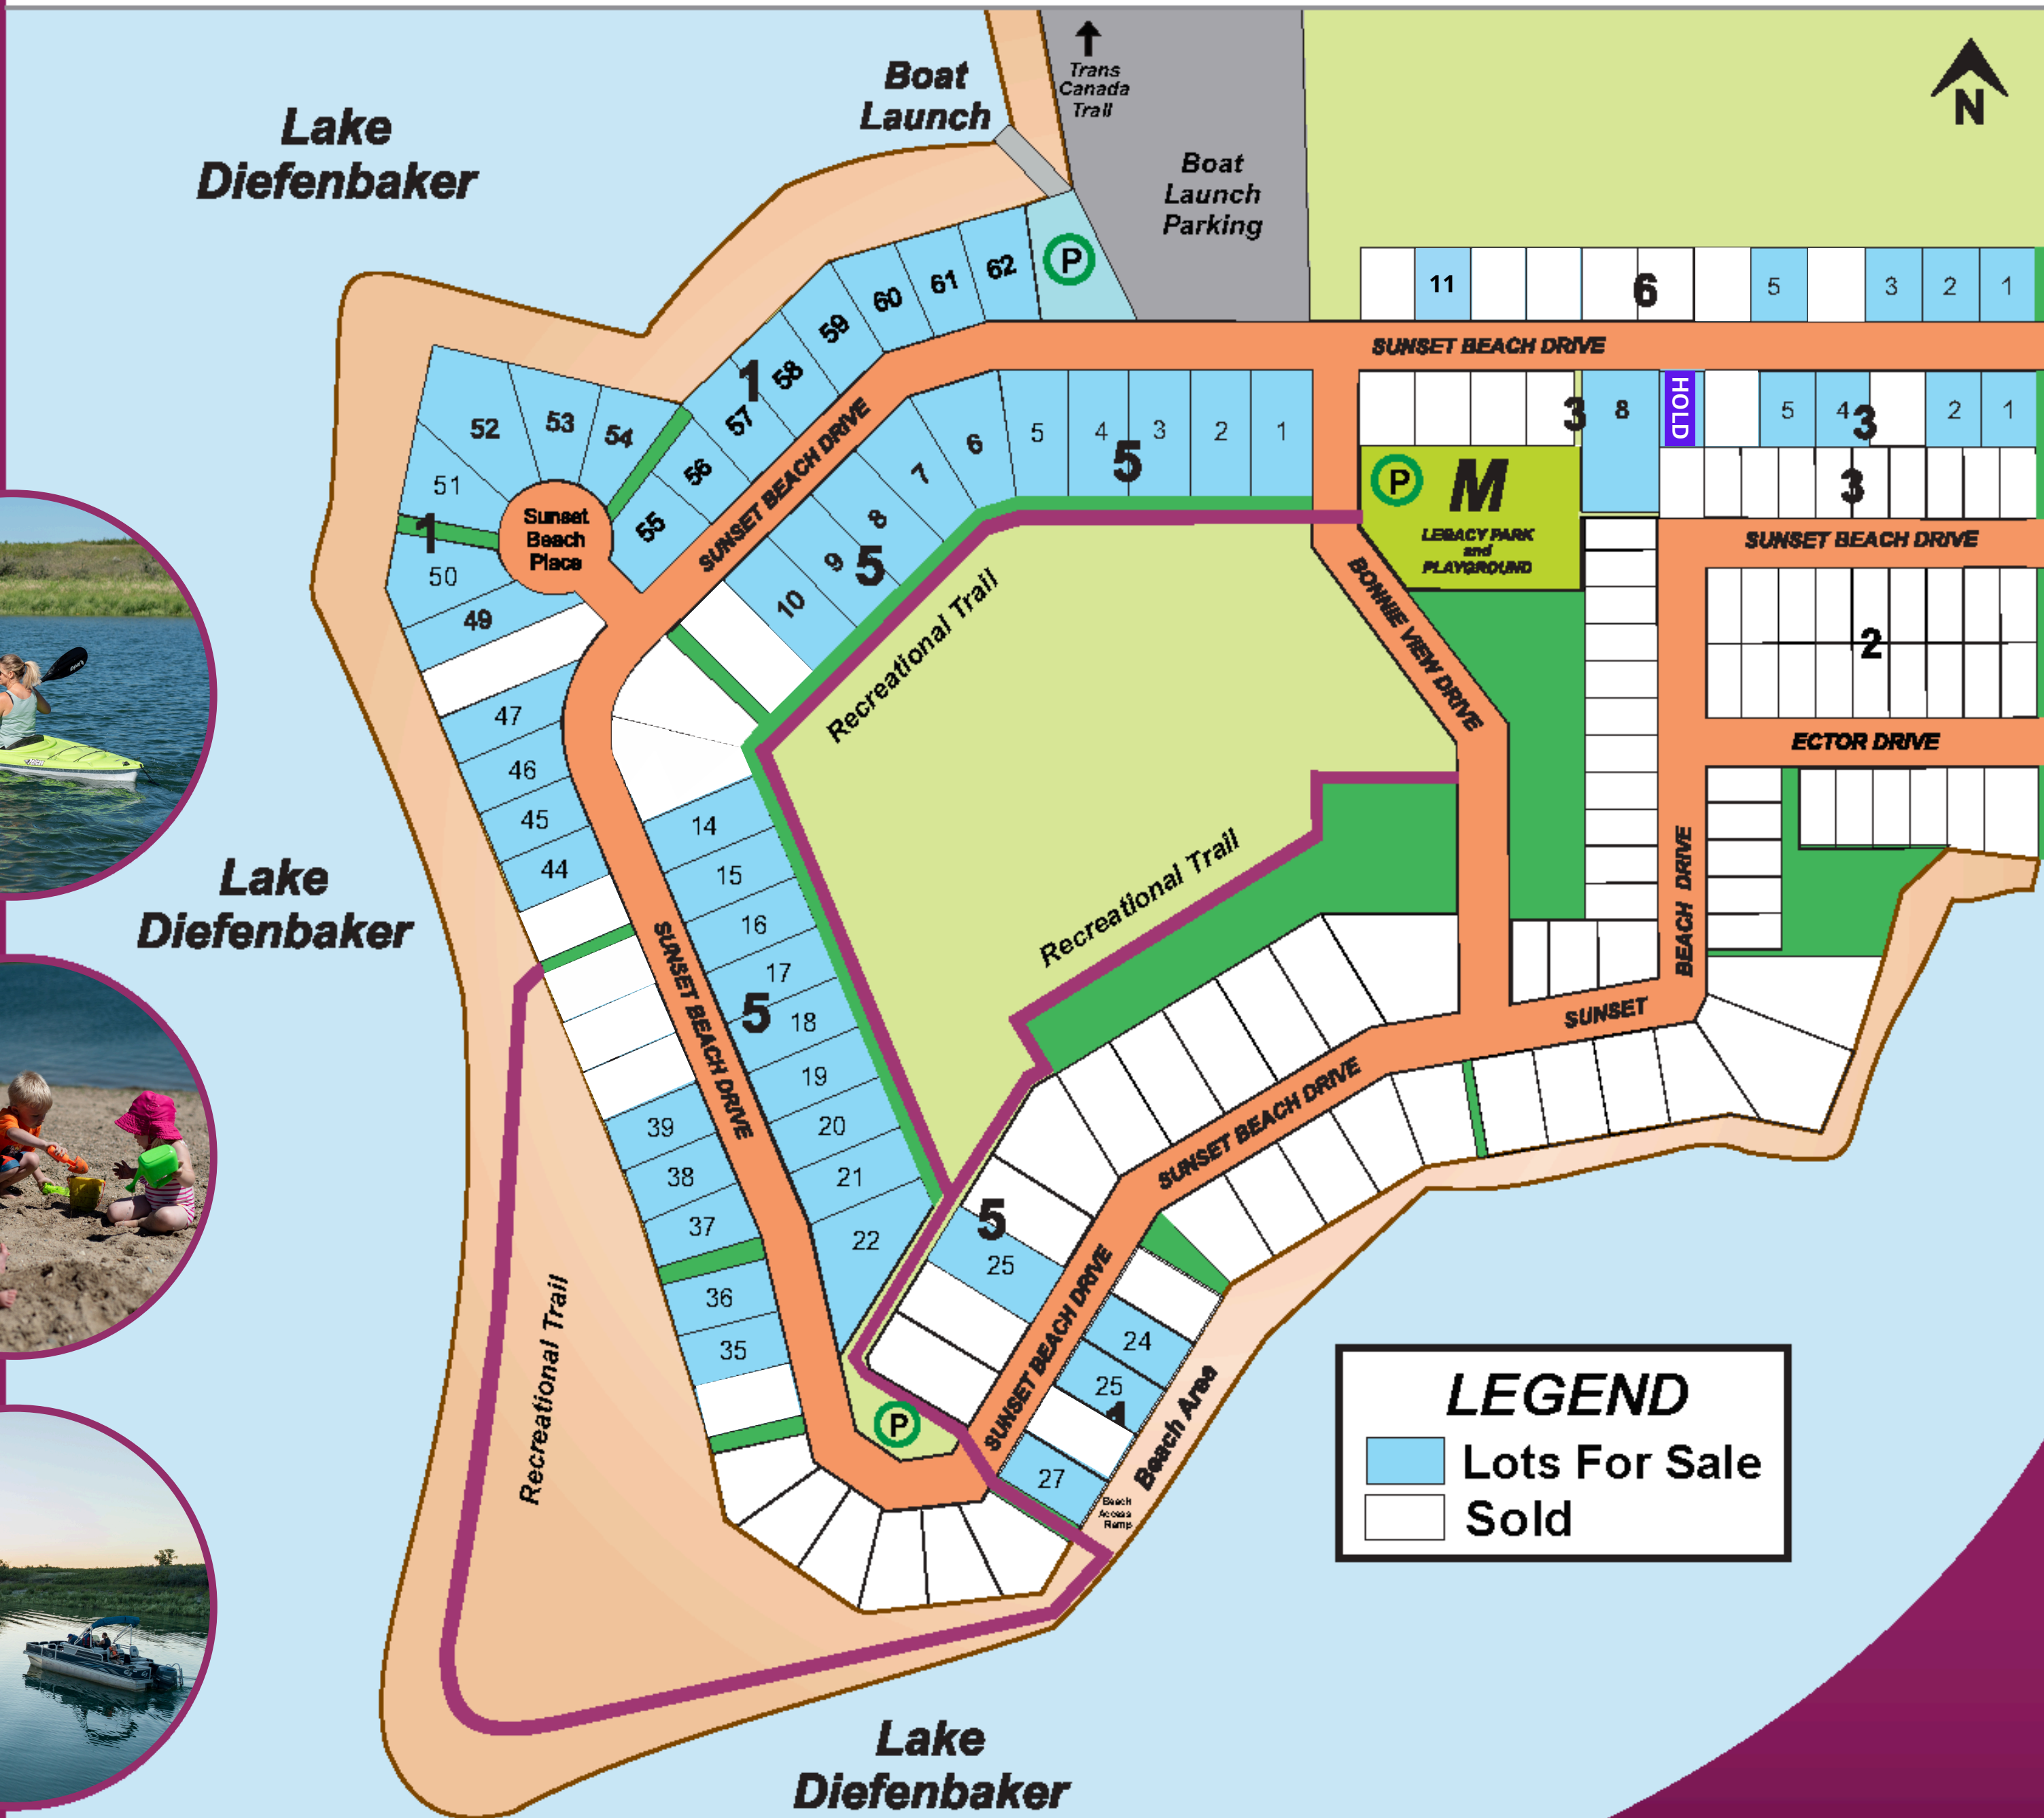 Lake
Diefenbaker
Boat
Launch
Trans
Canada
Trail
Boat
Launch
Parking
N
P
62
61
60
59
58
57
56
55
1
11
6
5
3
2
1
SUNSET BEACH DRIVE
52
53
54
51
1
50
49
Sunset
Beach
Place
SUNSET BEACH DRIVE
6
5
4
3
2
1
5
7
8
9
10
5
3
8
HOLD
5
4
3
2
1
3
P
M
LEGACY PARK
and
PLAYGROUND
SUNSET BEACH DRIVE
2
ECTOR DRIVE
BONNIE VIEW DRIVE
Recreational Trail
47
46
45
44
14
15
16
17
5
18
19
20
21
22
Lake
Diefenbaker
SUNSET BEACH DRIVE
39
38
37
36
35
Recreational Trail
Recreational Trail
BEACH DRIVE
SUNSET
SUNSET BEACH DRIVE
5
25
SUNSET BEACH DRIVE
24
25
1
27
P
Beach Area
Beach
Access
Ramp
LEGEND
Lots For Sale
Sold
Lake
Diefenbaker